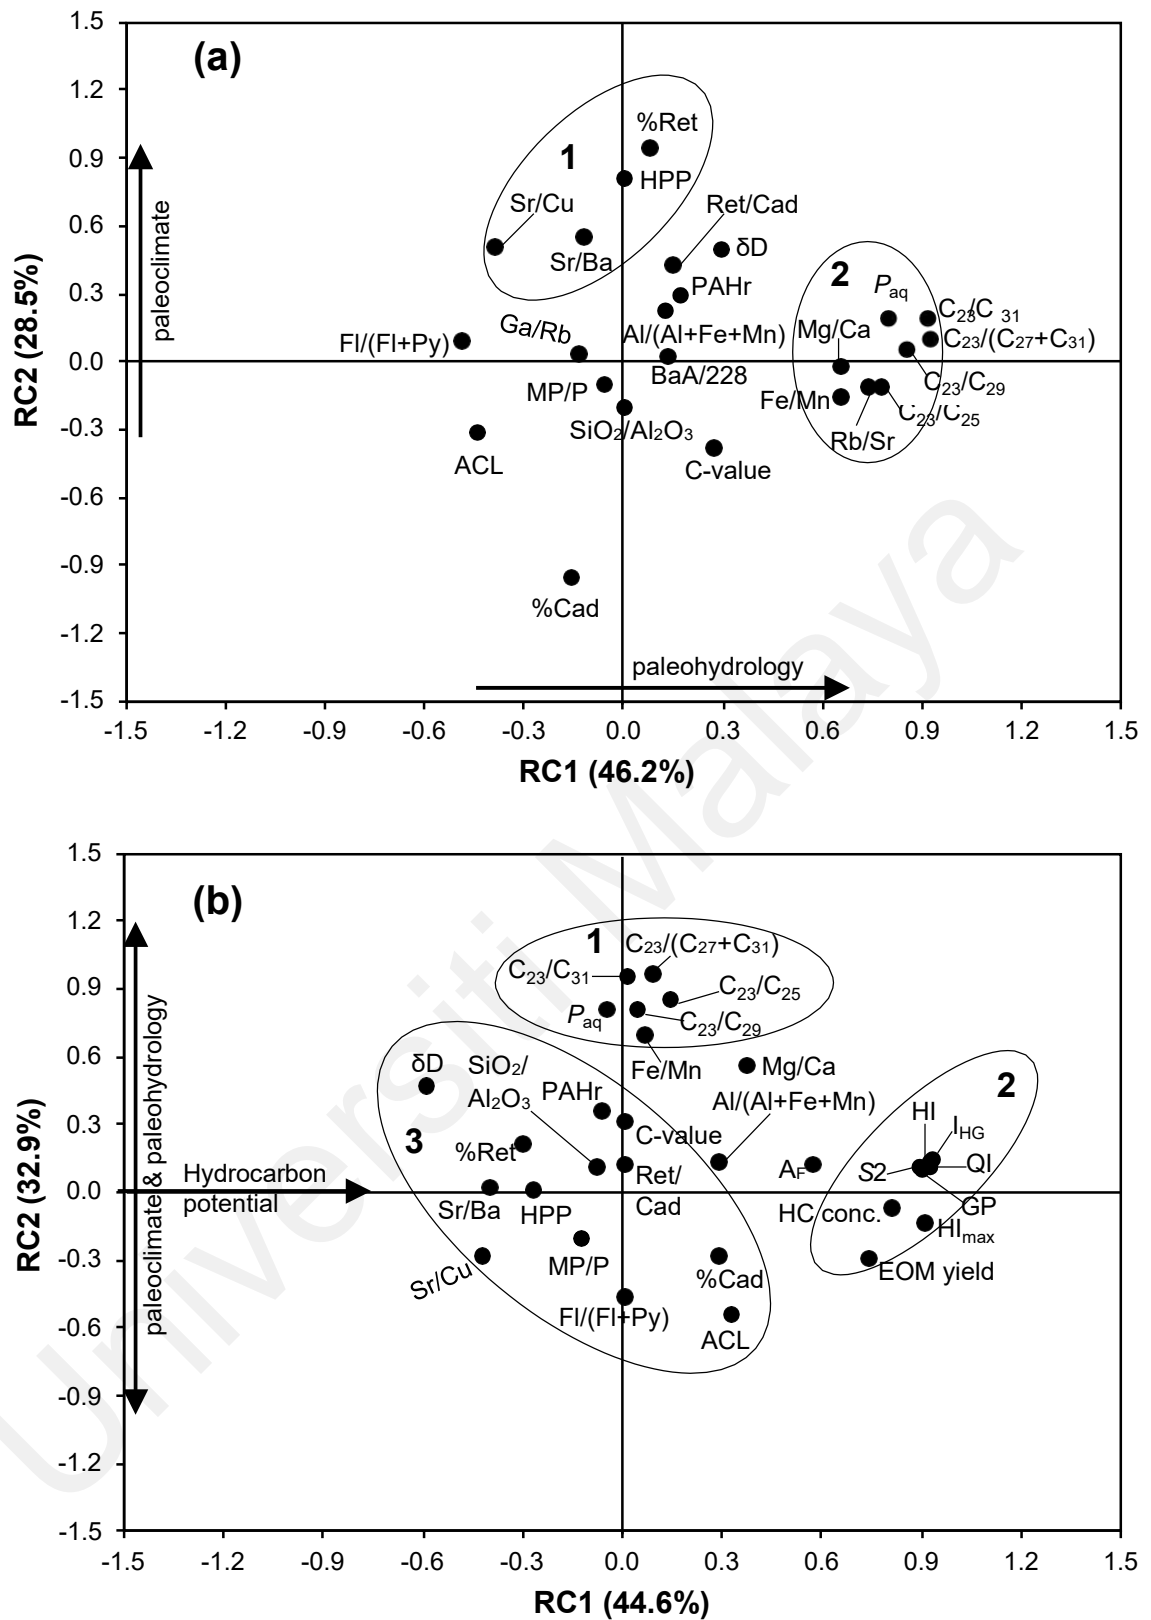 (a)
1.5
1.2
0.9
0.6
0.3
0.0
-0.3
-0.6
-0.9
-1.2
-1.5
RC2 (28.5%)
paleoclimate
1
%Ret
HPP
Sr/Cu
Sr/Ba
Ret/Cad
δD
PAHr
2
Paq
C23/C 31
Ga/Rb
Al/(Al+Fe+Mn)
Mg/Ca
C23/(C27+C31)
Fl/(Fl+Py)
BaA/228
C23/C29
MP/P
Fe/Mn
C23/C25
SiO2/Al2O3
Rb/Sr
ACL
C-value
%Cad
paleohydrology
-1.5 -1.2 -0.9 -0.6 -0.3 0.0 0.3 0.6 0.9 1.2 1.5
RC1 (46.2%)
(b)
1.5
1.2
0.9
0.6
0.3
0.0
-0.3
-0.6
-0.9
-1.2
-1.5
RC2 (32.9%)
paleoclimate & paleohydrology
1
C23/(C27+C31)
C23/C31
C23/C25
Paq
C23/C29
Fe/Mn
Mg/Ca
δD
SiO2/
Al2O3
PAHr
Al/(Al+Fe+Mn)
2
HI
IHG
3
%Ret
C-value
AF
S2
QI
Hydrocarbon
potential
Ret/
Cad
Sr/Ba
HPP
HC conc.
GP
HImax
Sr/Cu
MP/P
%Cad
EOM yield
Fl/(Fl+Py)
ACL
-1.5 -1.2 -0.9 -0.6 -0.3 0.0 0.3 0.6 0.9 1.2 1.5
RC1 (44.6%)
Universiti Malaya